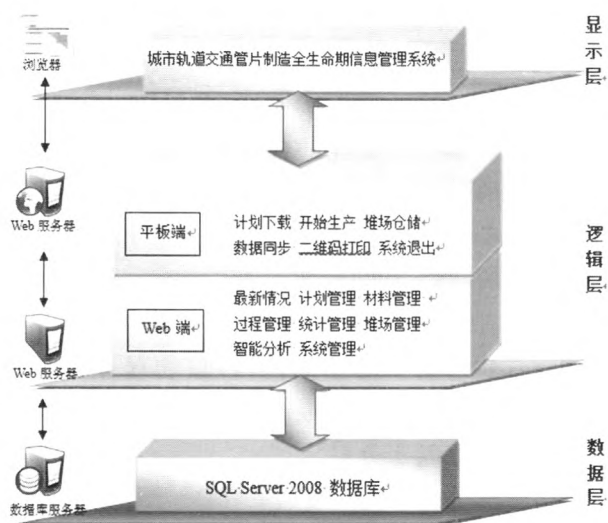 浏览器
城市轨道交通管片制造全生命期信息管理系统
显示层
Web 服务器
平板端
计划下载 开始生产 堆场仓储
数据同步 二维码打印 系统退出
逻辑层
Web 端
最新情况 计划管理 材料管理
过程管理 统计管理 堆场管理
智能分析 系统管理
Web 服务器
数据库服务器
SQL Server 2008 数据库
数据层